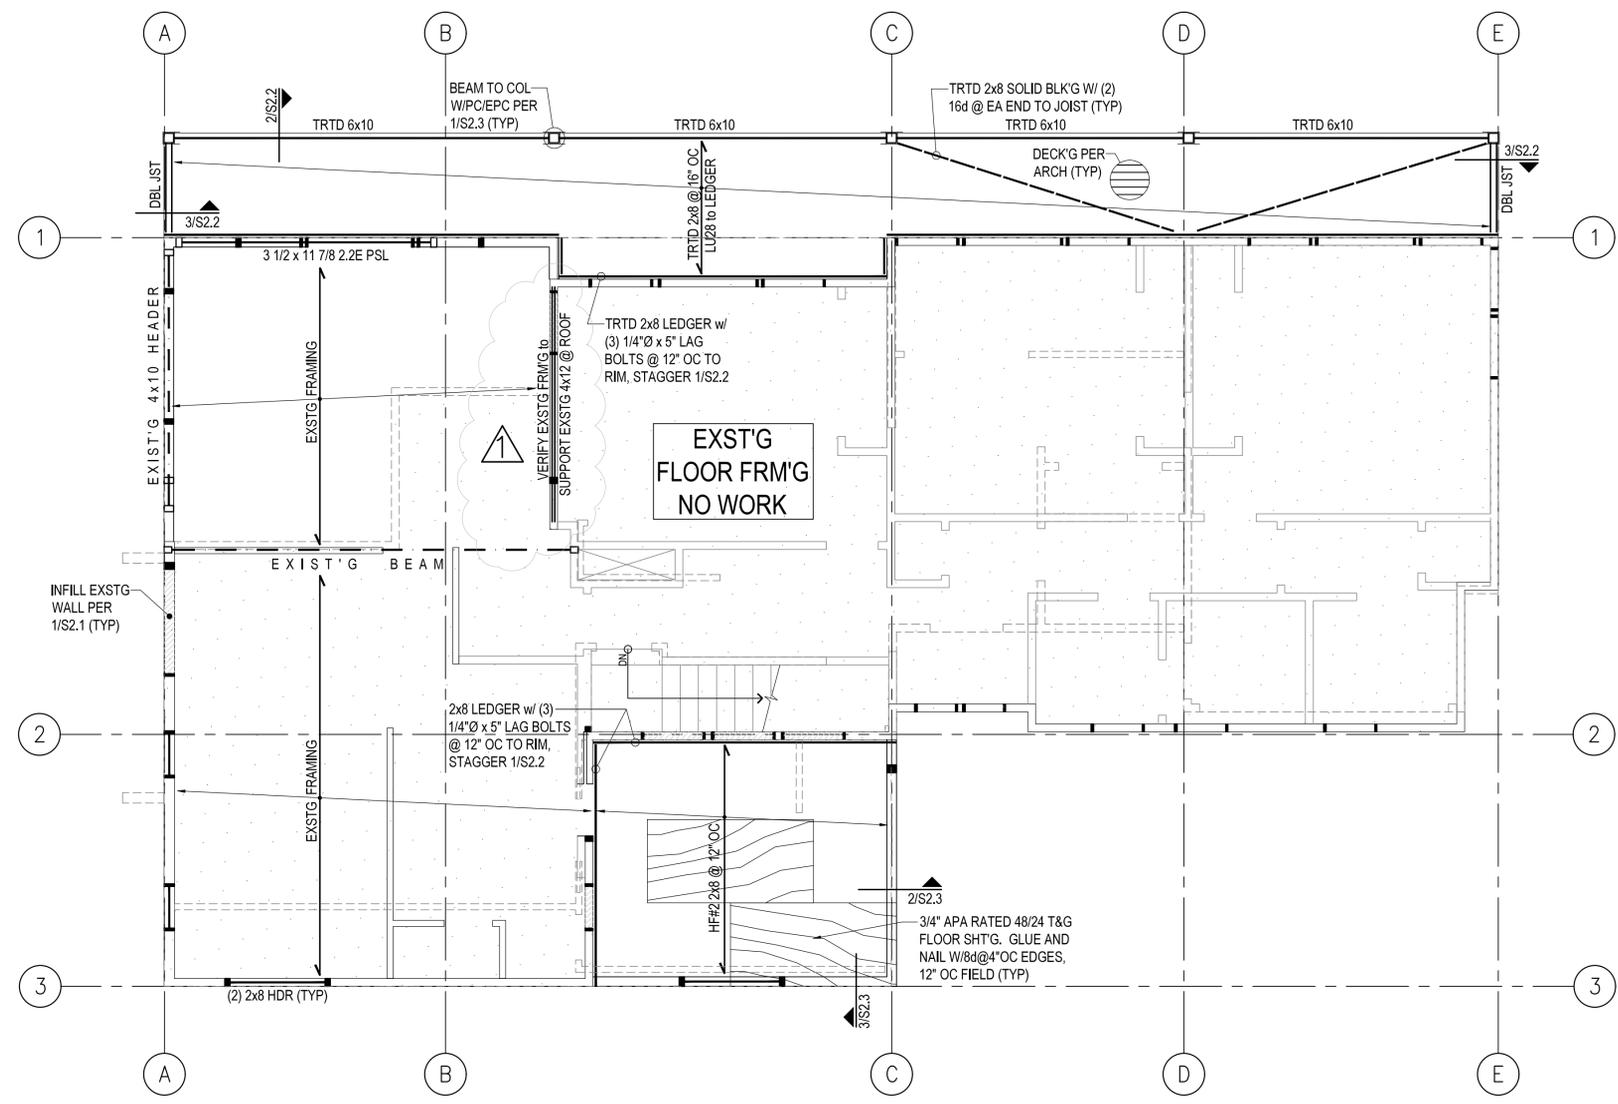 A
B
C
D
E
BEAM TO COL
W/PC/EPC PER
1/S2.3 (TYP)
TRTD 2x8 SOLID BLK'G W/ (2)
16d @ EA END TO JOIST (TYP)
2/S2.2
TRTD 6x10
TRTD 6x10
TRTD 6x10
TRTD 6x10
DECK'G PER
ARCH (TYP)
3/S2.2
DBL JST
DBL JST
3/S2.2
TRTD 2x8 @ 16" OC
LU28 to LEDGER
1
1
3 1/2 x 11 7/8 2.2E PSL
EXIST'G 4x10 HEADER
EXSTG FRAMING
VERIFY EXSTG FRM'G to
SUPPORT EXSTG 4x12 @ ROOF
TRTD 2x8 LEDGER w/
(3) 1/4"Ø x 5" LAG
BOLTS @ 12" OC TO
RIM, STAGGER 1/S2.2
1
EXST'G
FLOOR FRM'G
NO WORK
EXIST'G BEAM
INFILL EXSTG
WALL PER
1/S2.1 (TYP)
DN
2x8 LEDGER w/ (3)
1/4"Ø x 5" LAG BOLTS
@ 12" OC TO RIM,
STAGGER 1/S2.2
2
2
EXSTG FRAMING
HF#2 2x8 @ 12" OC
2/S2.3
3/4" APA RATED 48/24 T&G
FLOOR SHT'G. GLUE AND
NAIL W/8d@4"OC EDGES,
12" OC FIELD (TYP)
3
3
(2) 2x8 HDR (TYP)
3/S2.3
A
B
C
D
E